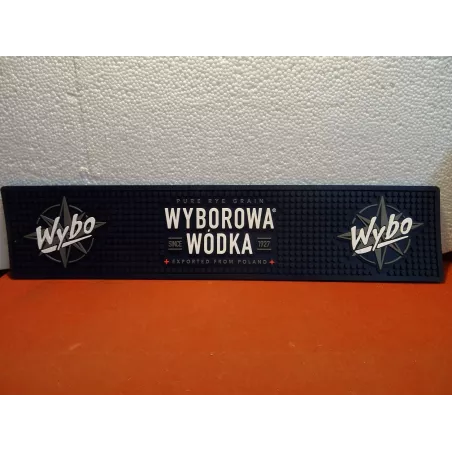 Wybo
PURE RYE GRAIN
WYBOROWA®
WÓDKA
SINCE 1927
EXPORTED FROM POLAND
Wybo